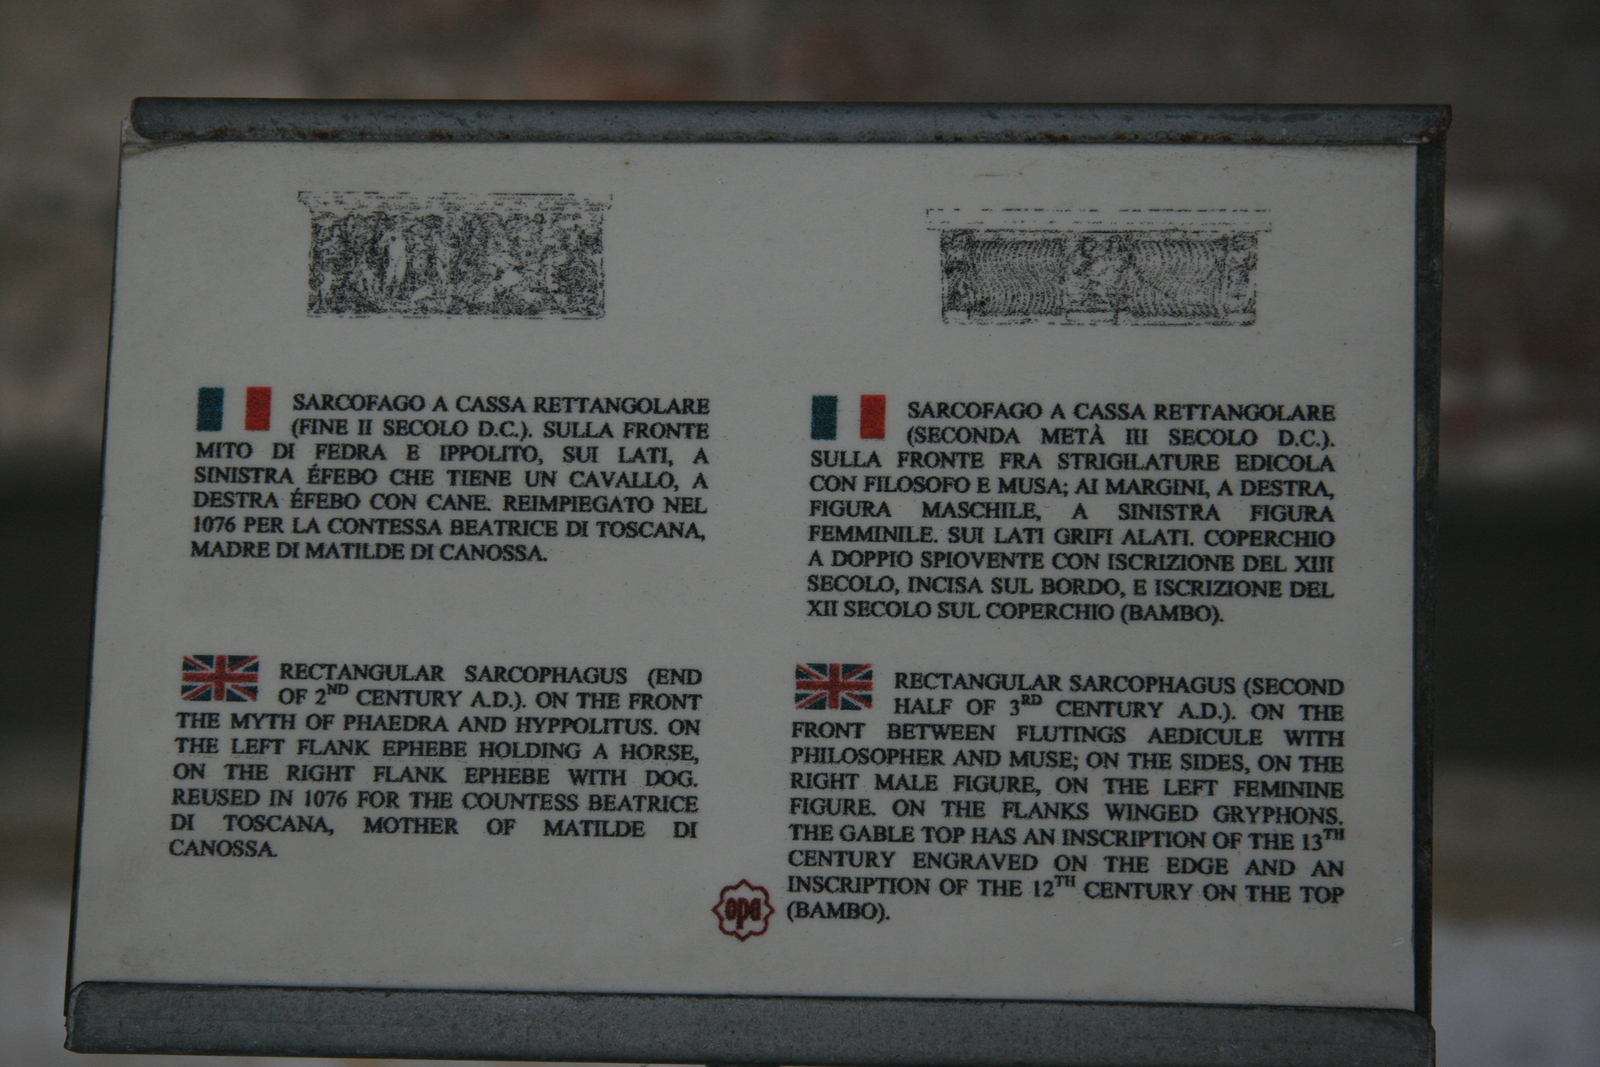 SARCOFAGO A CASSA RETTANGOLARE
(FINE II SECOLO D.C.). SULLA FRONTE
MITO DI FEDRA E IPPOLITO, SUI LATI, A
SINISTRA ÉFEBO CHE TIENE UN CAVALLO, A
DESTRA ÉFEBO CON CANE. REIMPIEGATO NEL
1076 PER LA CONTESSA BEATRICE DI TOSCANA,
MADRE DI MATILDE DI CANOSSA.
RECTANGULAR SARCOPHAGUS (END
OF 2ND CENTURY A.D.). ON THE FRONT
THE MYTH OF PHAEDRA AND HYPPOLITUS. ON
THE LEFT FLANK EPHEBE HOLDING A HORSE,
ON THE RIGHT FLANK EPHEBE WITH DOG.
REUSED IN 1076 FOR THE COUNTESS BEATRICE
DI TOSCANA, MOTHER OF MATILDE DI
CANOSSA.
SARCOFAGO A CASSA RETTANGOLARE
(SECONDA METÀ III SECOLO D.C.).
SULLA FRONTE FRA STRIGILATURE EDICOLA
CON FILOSOFO E MUSA; AI MARGINI, A DESTRA,
FIGURA MASCHILE, A SINISTRA FIGURA
FEMMINILE. SUI LATI GRIFI ALATI. COPERCHIO
A DOPPIO SPIOVENTE CON ISCRIZIONE DEL XIII
SECOLO, INCISA SUL BORDO, E ISCRIZIONE DEL
XII SECOLO SUL COPERCHIO (BAMBO).
RECTANGULAR SARCOPHAGUS (SECOND
HALF OF 3RD CENTURY A.D.). ON THE
FRONT BETWEEN FLUTINGS AEDICULE WITH
PHILOSOPHER AND MUSE; ON THE SIDES, ON THE
RIGHT MALE FIGURE, ON THE LEFT FEMININE
FIGURE. ON THE FLANKS WINGED GRYPHONS.
THE GABLE TOP HAS AN INSCRIPTION OF THE 13TH
CENTURY ENGRAVED ON THE EDGE AND AN
INSCRIPTION OF THE 12TH CENTURY ON THE TOP
(BAMBO).
opa